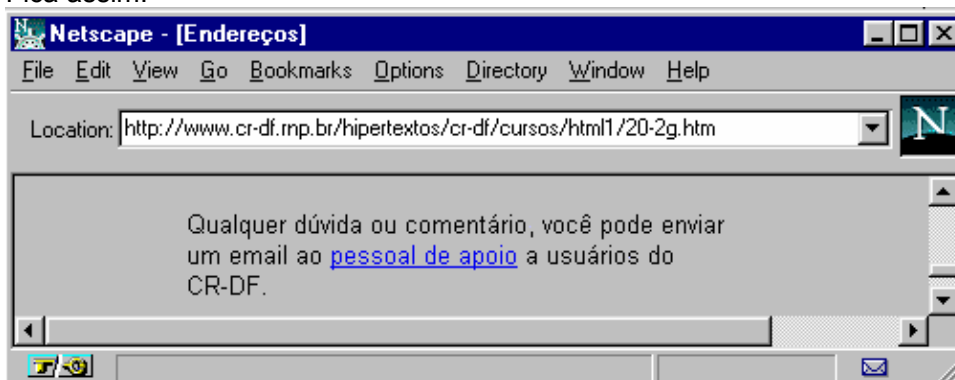 Fica assim:
Netscape - [Endereços]
File Edit View Go Bookmarks Options Directory Window Help
Location: http://www.cr-df.rnp.br/hipertextos/cr-df/cursos/html1/20-2g.htm
N
Qualquer dúvida ou comentário, você pode enviar
um email ao pessoal de apoio a usuários do
CR-DF.